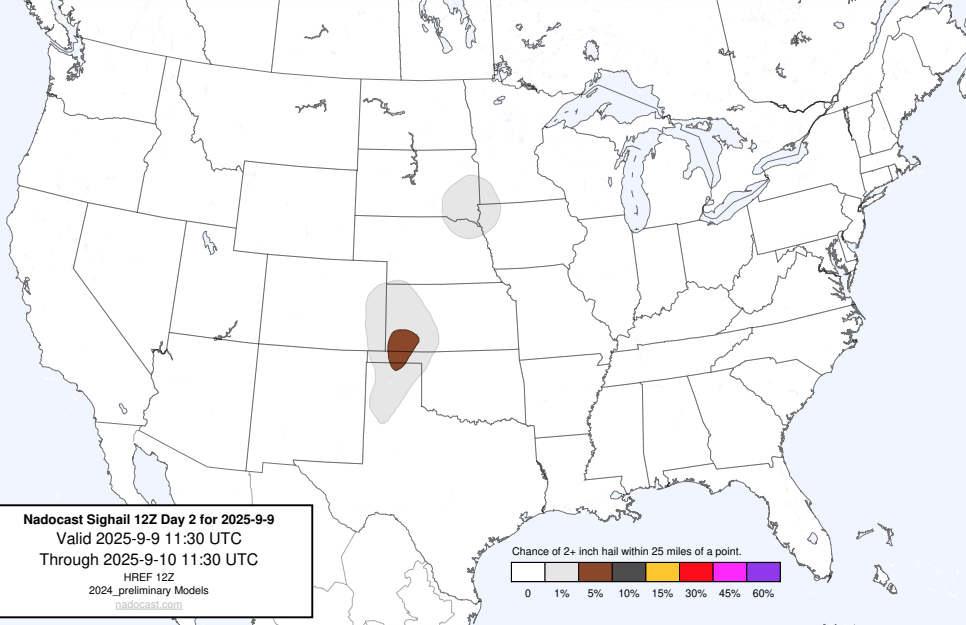 Nadocast Sighail 12Z Day 2 for 2025-9-9
Valid 2025-9-9 11:30 UTC
Through 2025-9-10 11:30 UTC
HREF 12Z
2024_preliminary Models
nadocast.com
Chance of 2+ inch hail within 25 miles of a point.
0 1% 5% 10% 15% 30% 45% 60%